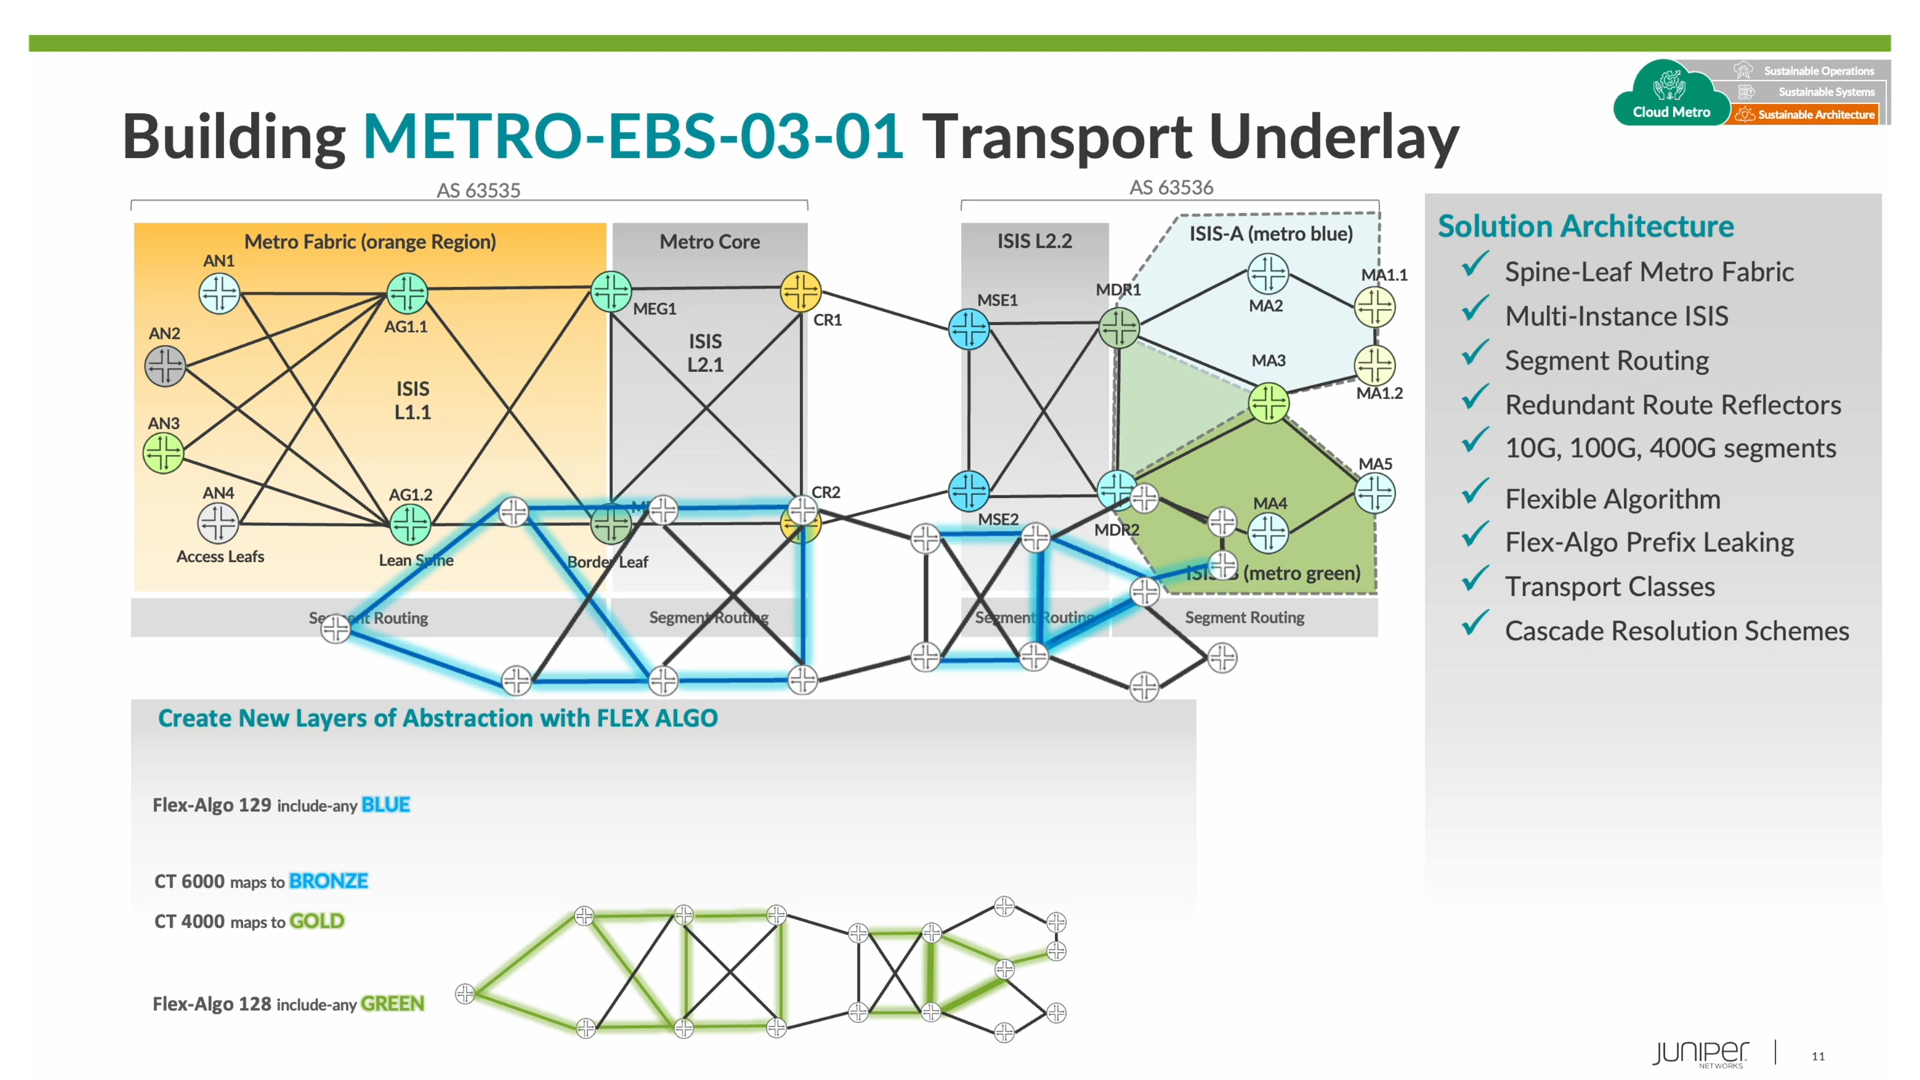 Sustainable Operations
Sustainable Systems
Cloud Metro
Sustainable Architecture
Building METRO-EBS-03-01 Transport Underlay
AS 63535
AS 63536
Metro Fabric (orange Region)
Metro Core
ISIS L2.2
ISIS-A (metro blue)
AN1
AG1.1
MEG1
CR1
MSE1
MDR1
MA2
MA1.1
AN2
ISIS
L1.1
ISIS
L2.1
MA3
MA1.2
AN3
AN4
AG1.2
CR2
MSE2
MDR2
MA4
MA5
Access Leafs
Lean Spine
Border Leaf
(metro green)
Segment Routing
Segment Routing
Segment Routing
Segment Routing
Solution Architecture
✓ Spine-Leaf Metro Fabric
✓ Multi-Instance ISIS
✓ Segment Routing
✓ Redundant Route Reflectors
✓ 10G, 100G, 400G segments
✓ Flexible Algorithm
✓ Flex-Algo Prefix Leaking
✓ Transport Classes
✓ Cascade Resolution Schemes
Create New Layers of Abstraction with FLEX ALGO
Flex-Algo 129 include-any BLUE
CT 6000 maps to BRONZE
CT 4000 maps to GOLD
Flex-Algo 128 include-any GREEN
JUNIPER
NETWORKS
11